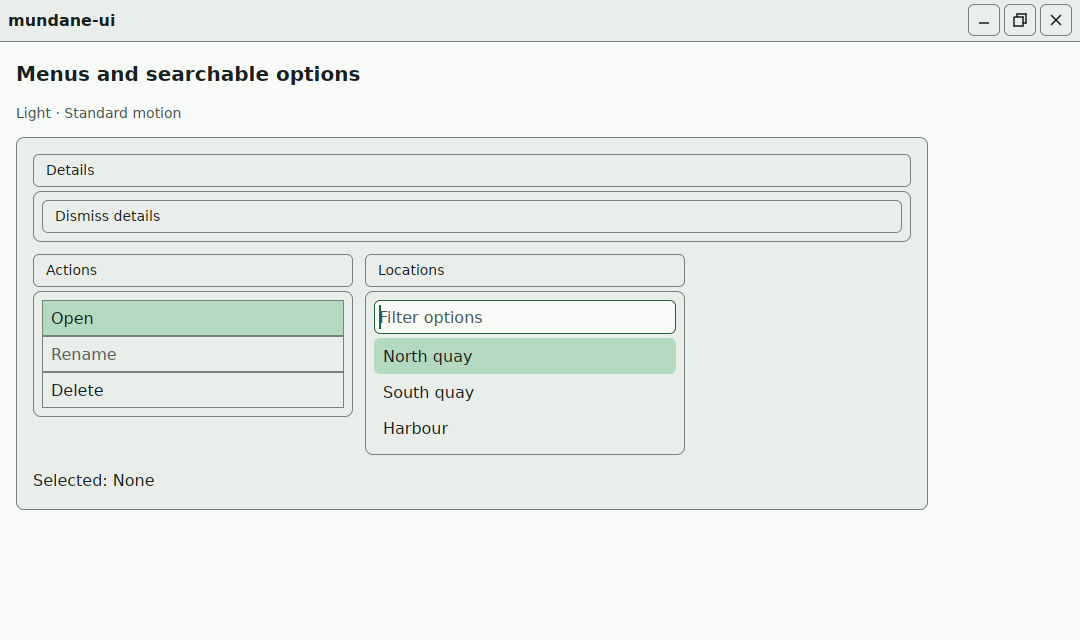 mundane-ui
Menus and searchable options
Light · Standard motion
Details
Dismiss details
Actions
Open
Rename
Delete
Locations
Filter options
North quay
South quay
Harbour
Selected: None